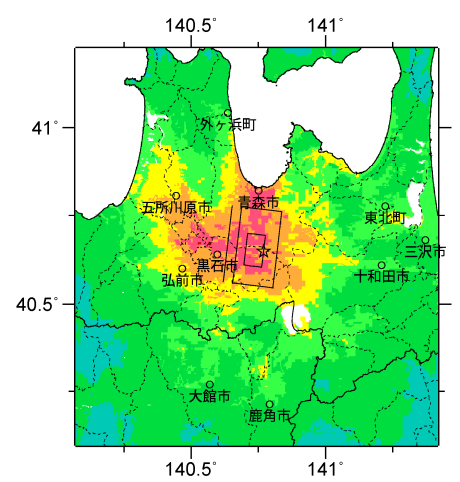 140.5° 141°
41°
外ヶ浜町
青森市
五所川原市
東北町
三沢市
黒石市
十和田市
弘前市
40.5°
大館市
鹿角市
140.5° 141°